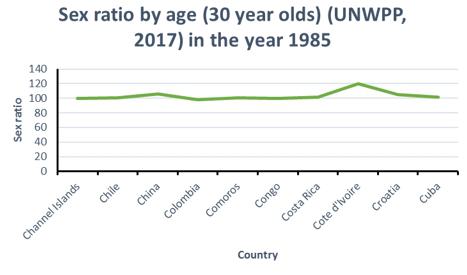 Sex ratio by age (30 year olds) (UNWPP,
2017) in the year 1985
140
120
100
80
60
40
20
0
Sex ratio
Channel Islands
Chile
China
Colombia
Comoros
Congo
Costa Rica
Cote d'Ivoire
Croatia
Cuba
Country